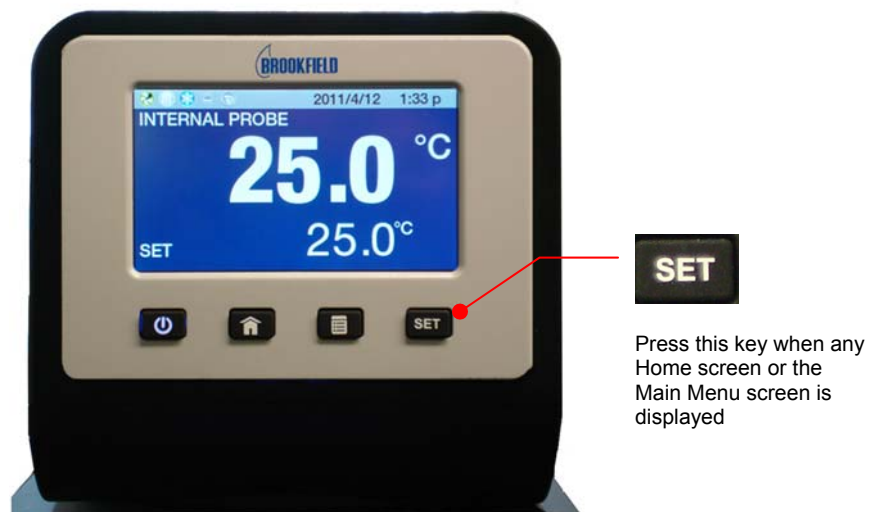 BROOKFIELD
2011/4/12 1:33 p
INTERNAL PROBE
25.0 °C
SET 25.0°C
SET
SET
Press this key when any
Home screen or the
Main Menu screen is
displayed